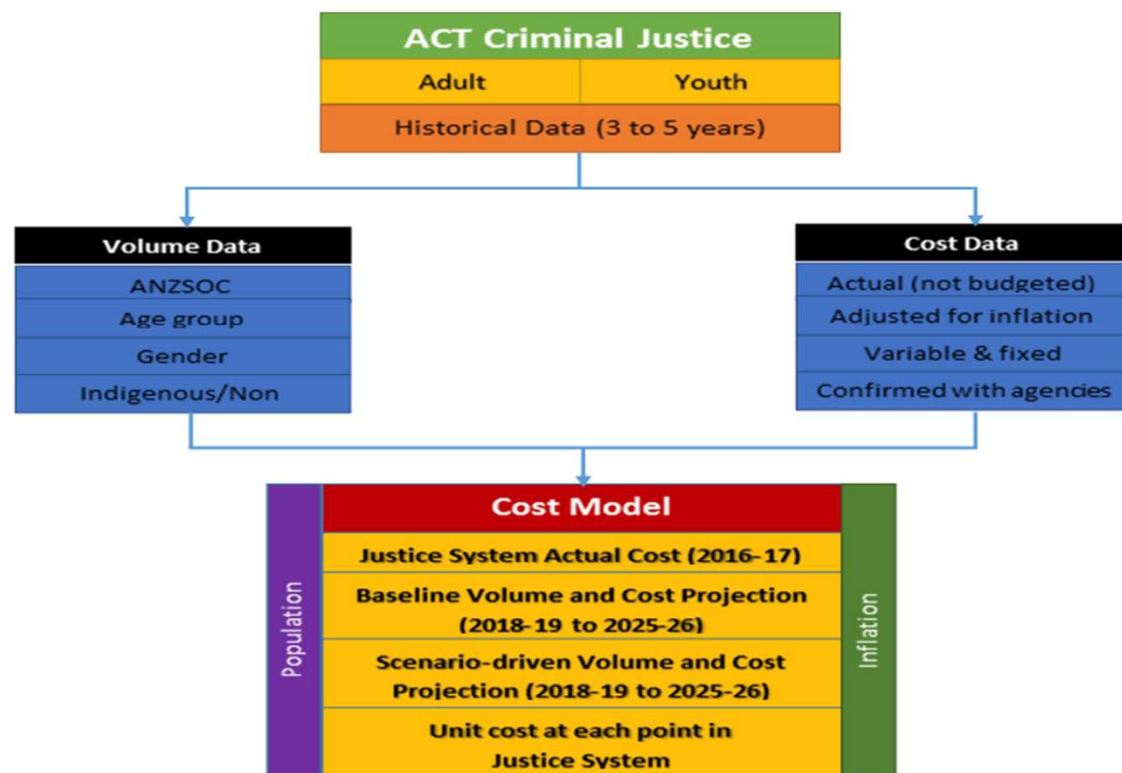 ACT Criminal Justice
Adult
Youth
Historical Data (3 to 5 years)
Volume Data
ANZSOC
Age group
Gender
Indigenous/Non
Cost Data
Actual (not budgeted)
Adjusted for inflation
Variable & fixed
Confirmed with agencies
Population
Cost Model
Justice System Actual Cost (2016-17)
Baseline Volume and Cost Projection
(2018-19 to 2025-26)
Scenario-driven Volume and Cost
Projection (2018-19 to 2025-26)
Unit cost at each point in
Justice System
Inflation